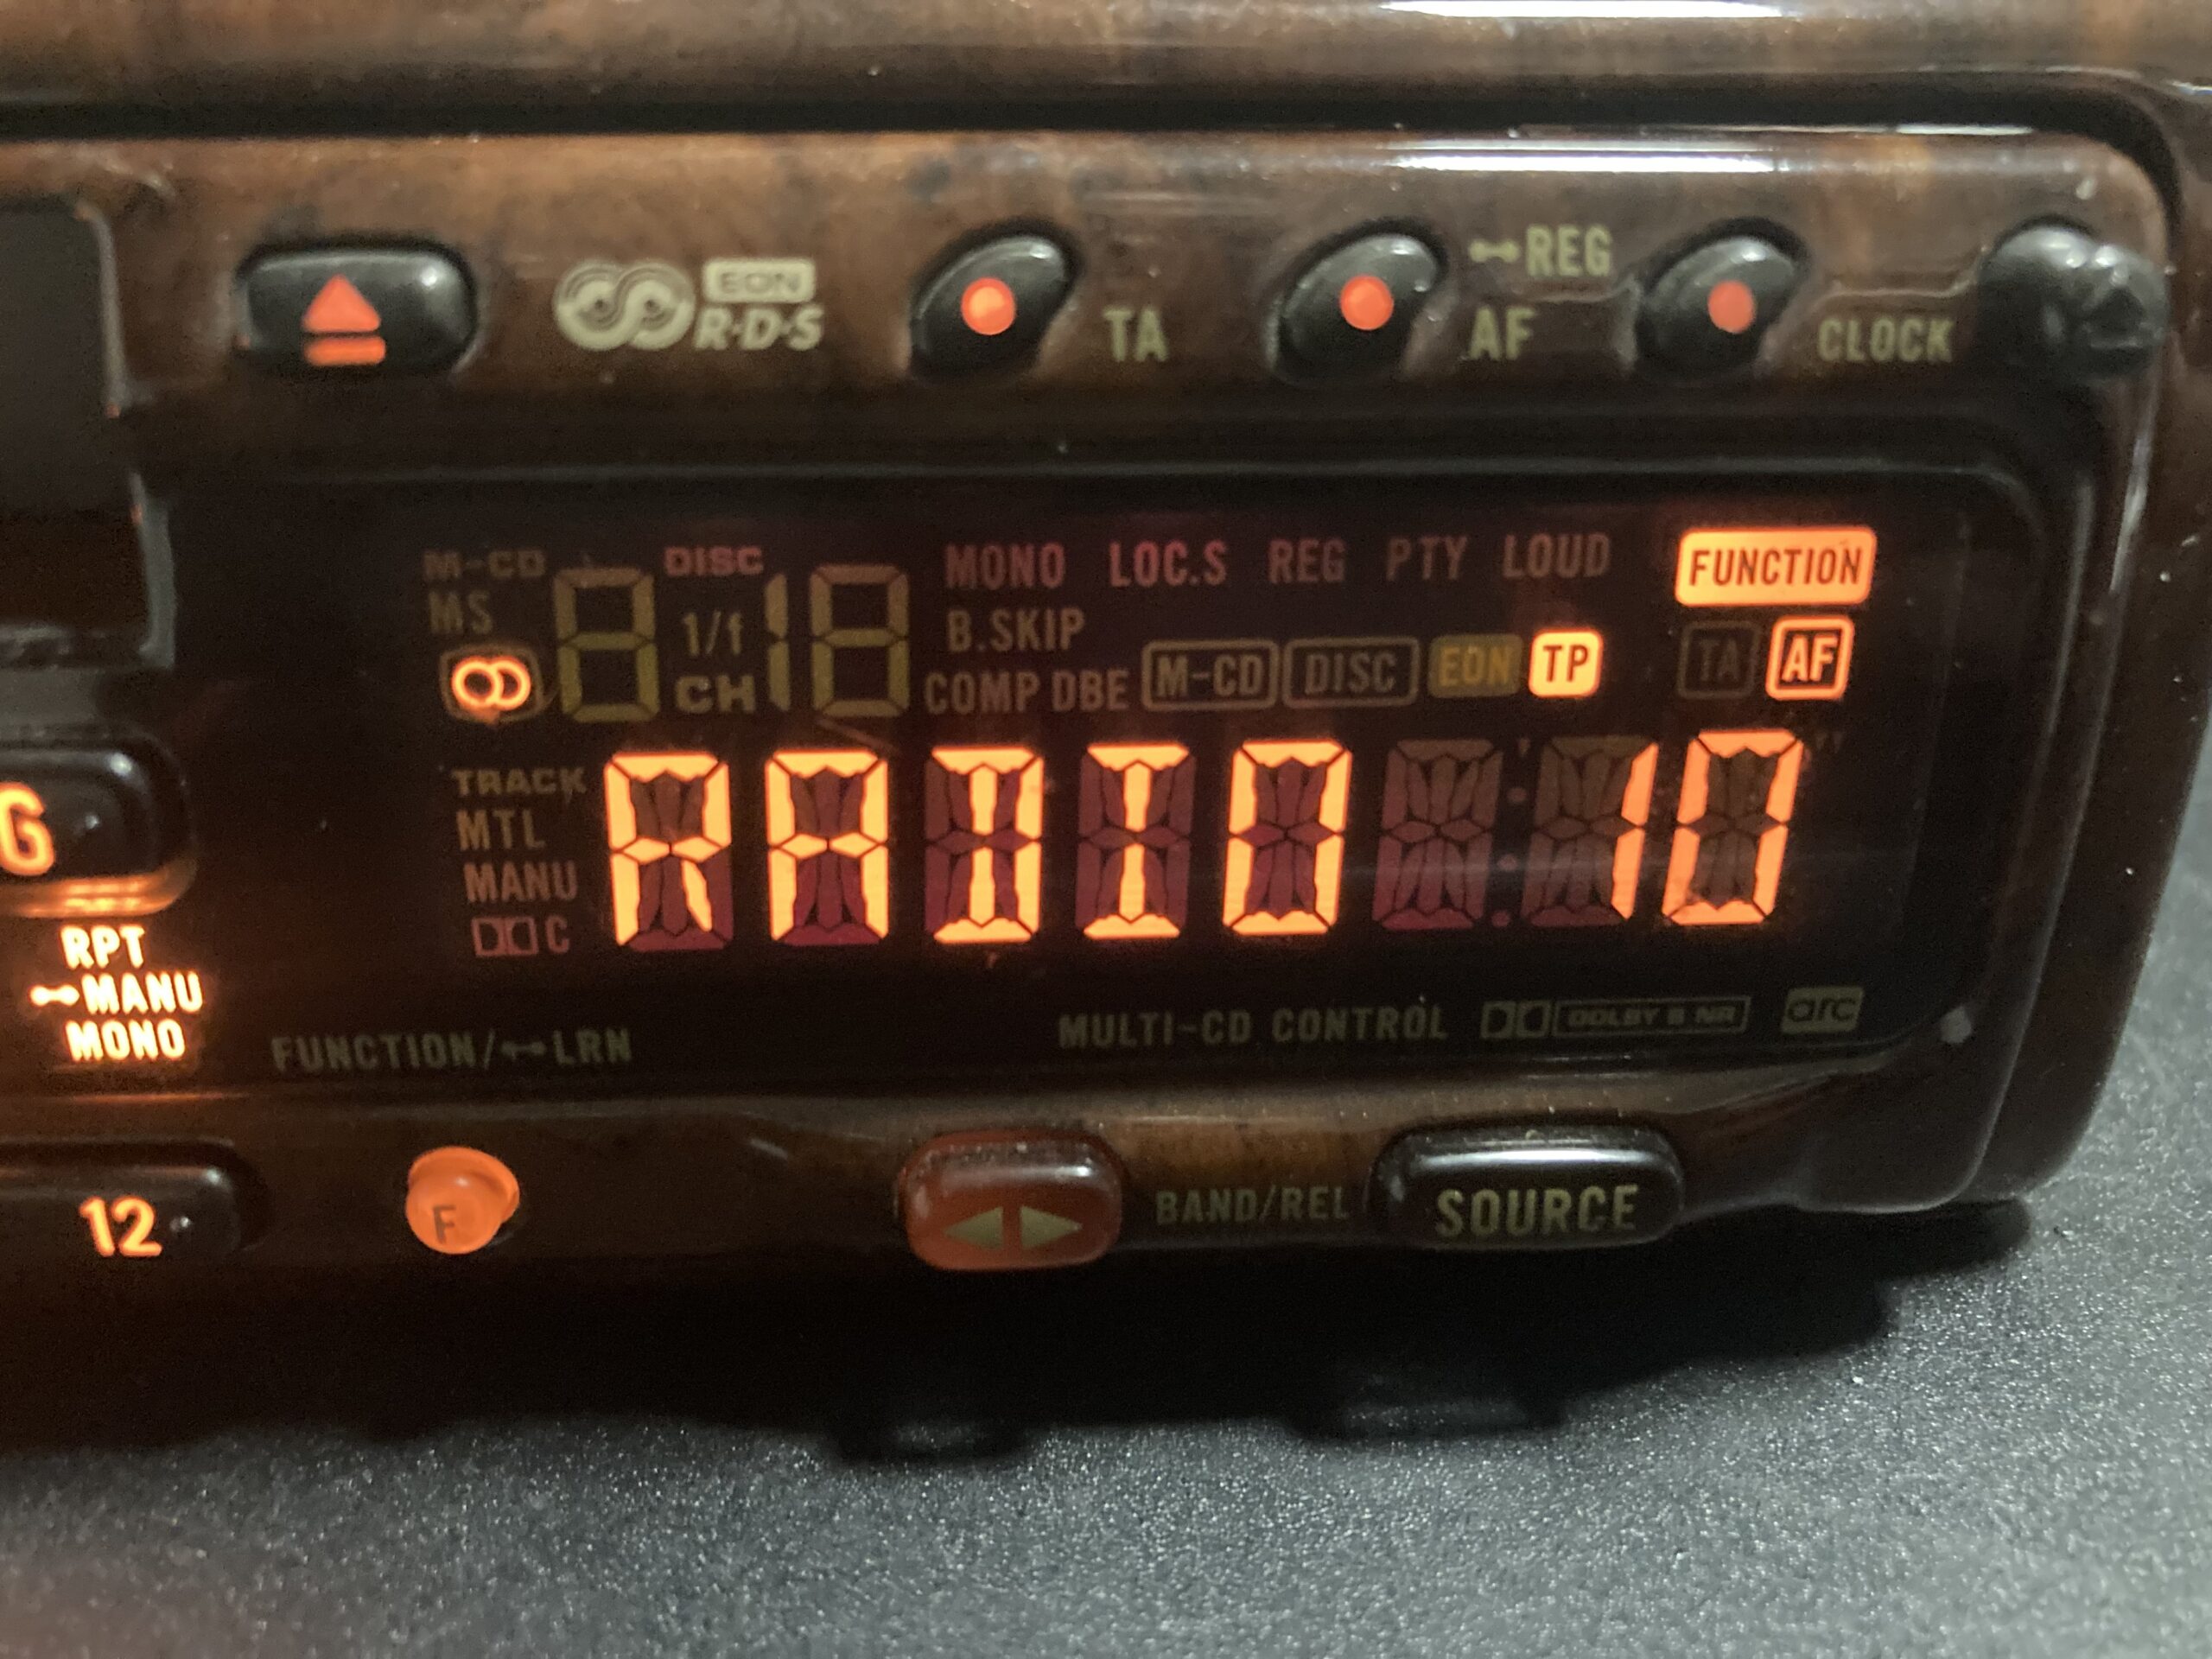 EON
R·D·S
TA
REG
AF
CLOCK
M-CD
DISC
MONO LOC.S REG PTY LOUD
FUNCTION
MS
8 1/f 18
B.SKIP
CH
COMP DBE M-CD DISC EON TP TA AF
TRACK
MTL
MANU
C
RADIO 10
G
RPT
MANU
MONO
FUNCTION/ LRN
MULTI-CD CONTROL DOLBY B NR arc
12
F
BAND/REL
SOURCE